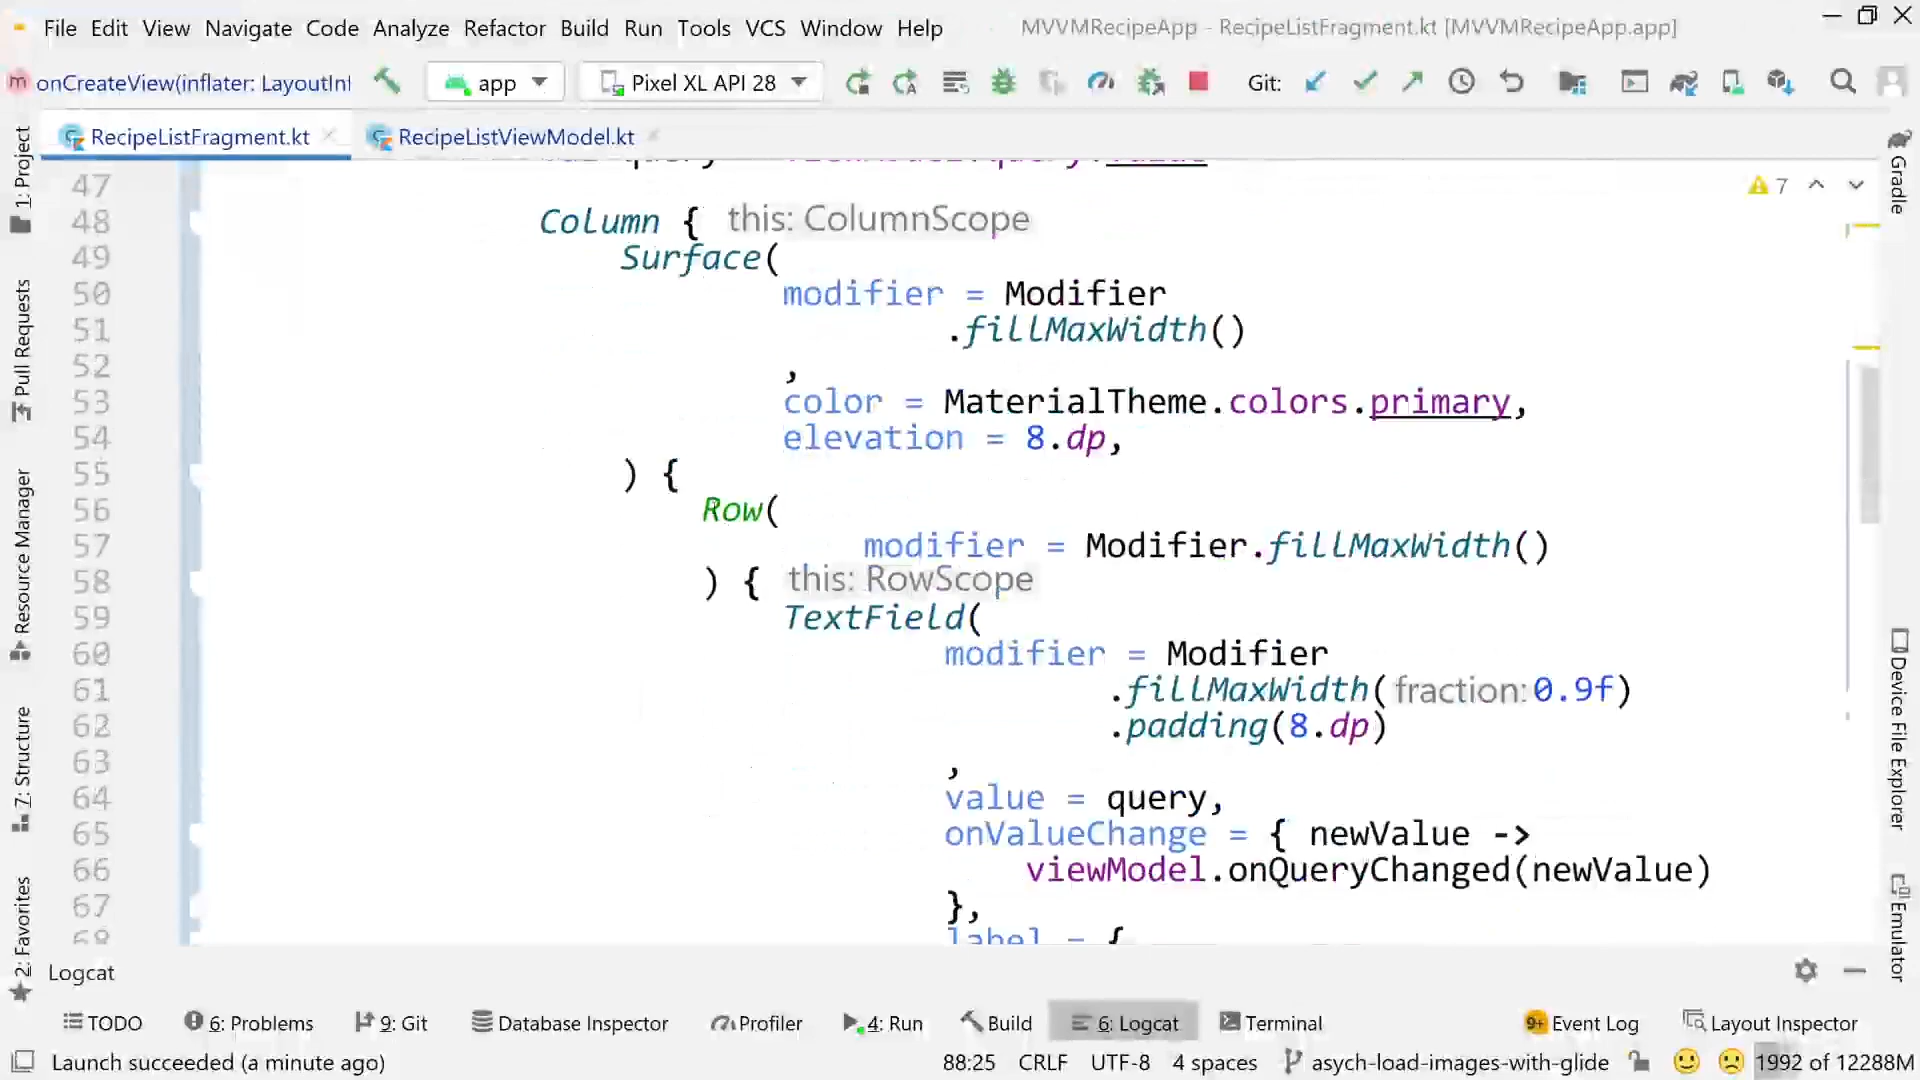 File Edit View Navigate Code Analyze Refactor Build Run Tools VCS Window Help MVVMRecipeApp - RecipeListFragment.kt [MVVMRecipeApp.app]
m onCreateView(inflater: LayoutInf app Pixel XL API 28 Git:
RecipeListFragment.kt RecipeListViewModel.kt
7
47
48 Column { this: ColumnScope
49 Surface(
50 modifier = Modifier
51 .fillMaxWidth()
52 ,
53 color = MaterialTheme.colors.primary,
54 elevation = 8.dp,
55 ) {
56 Row(
57 modifier = Modifier.fillMaxWidth()
58 ) { this: RowScope
59 TextField(
60 modifier = Modifier
61 .fillMaxWidth( fraction: 0.9f)
62 .padding(8.dp)
63 ,
64 value = query,
65 onValueChange = { newValue ->
66 viewModel.onQueryChanged(newValue)
67 },
68 label = {
1: Project
Pull Requests
Resource Manager
7: Structure
2: Favorites
Gradle
Device File Explorer
Emulator
Logcat
TODO 6: Problems 9: Git Database Inspector Profiler 4: Run Build 6: Logcat Terminal 9+ Event Log Layout Inspector
Launch succeeded (a minute ago) 88:25 CRLF UTF-8 4 spaces asych-load-images-with-glide 1992 of 12288M